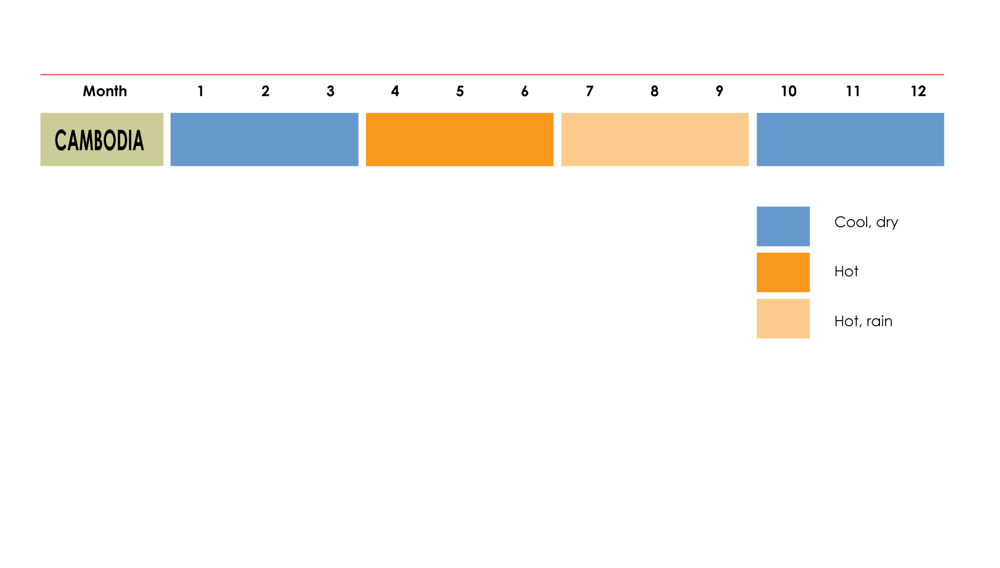 Month 1 2 3 4 5 6 7 8 9 10 11 12
CAMBODIA
Cool, dry
Hot
Hot, rain